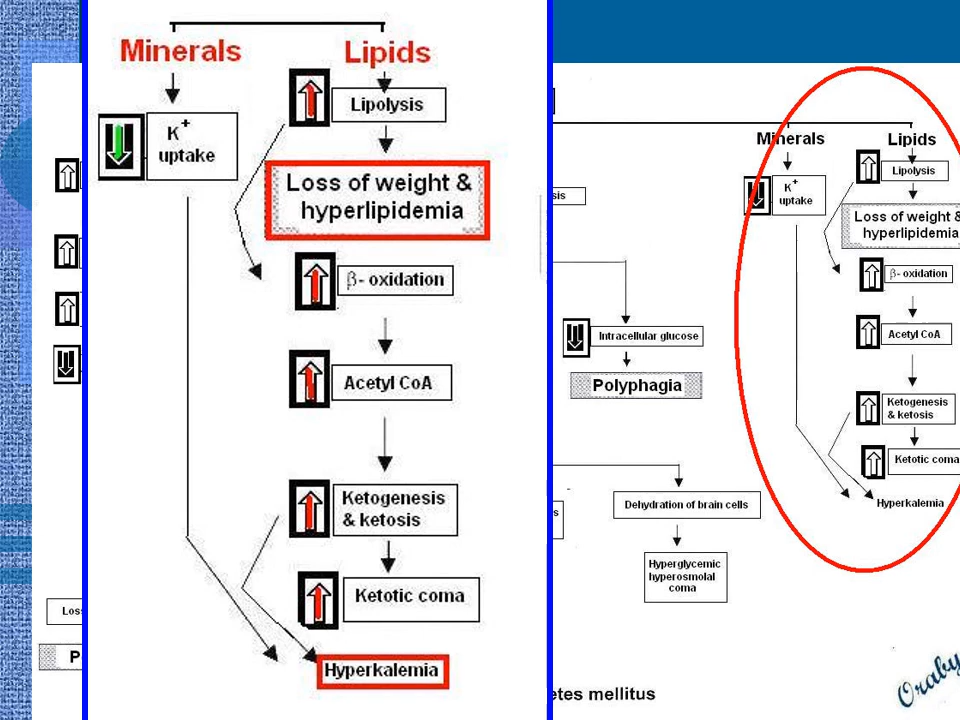 Minerals
Lipids
Lipolysis
K+
uptake
Loss of weight &
hyperlipidemia
β- oxidation
Acetyl CoA
Ketogenesis
& ketosis
Ketotic coma
Hyperkalemia
Minerals
Lipids
Lipolysis
K+
uptake
Loss of weight &
hyperlipidemia
β- oxidation
Intracellular glucose
Acetyl CoA
Polyphagia
Ketogenesis
& ketosis
Ketotic coma
Dehydration of brain cells
Hyperkalemia
Hyperglycemic
hyperosmolal
coma
Loss
P
etes mellitus
Oraby